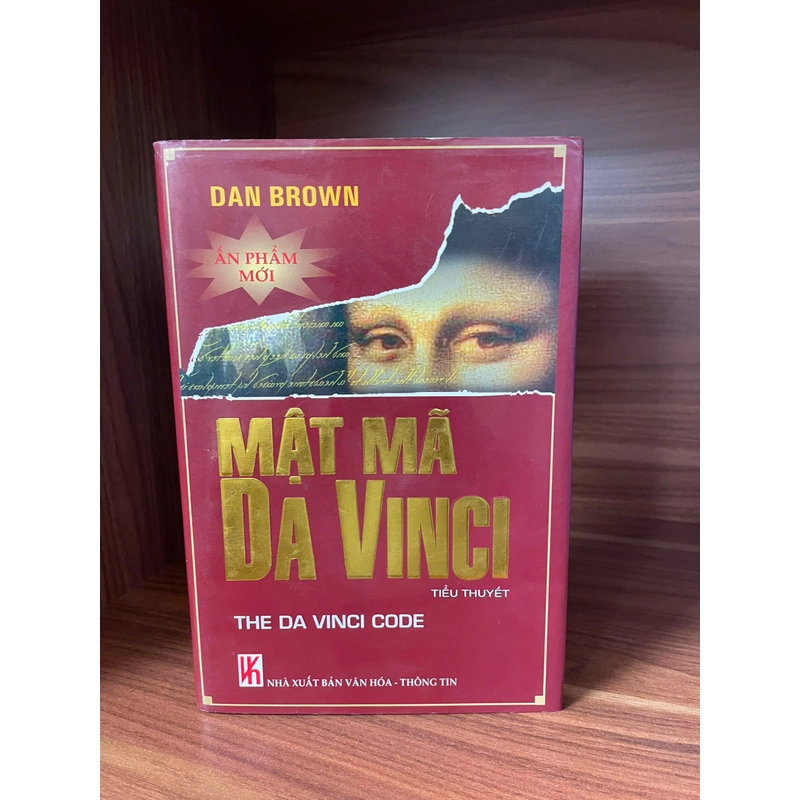 DAN BROWN
ẤN PHẨM
MỚI
MẬT MÃ
DA VINCI
TIỂU THUYẾT
THE DA VINCI CODE
NHÀ XUẤT BẢN VĂN HÓA - THÔNG TIN